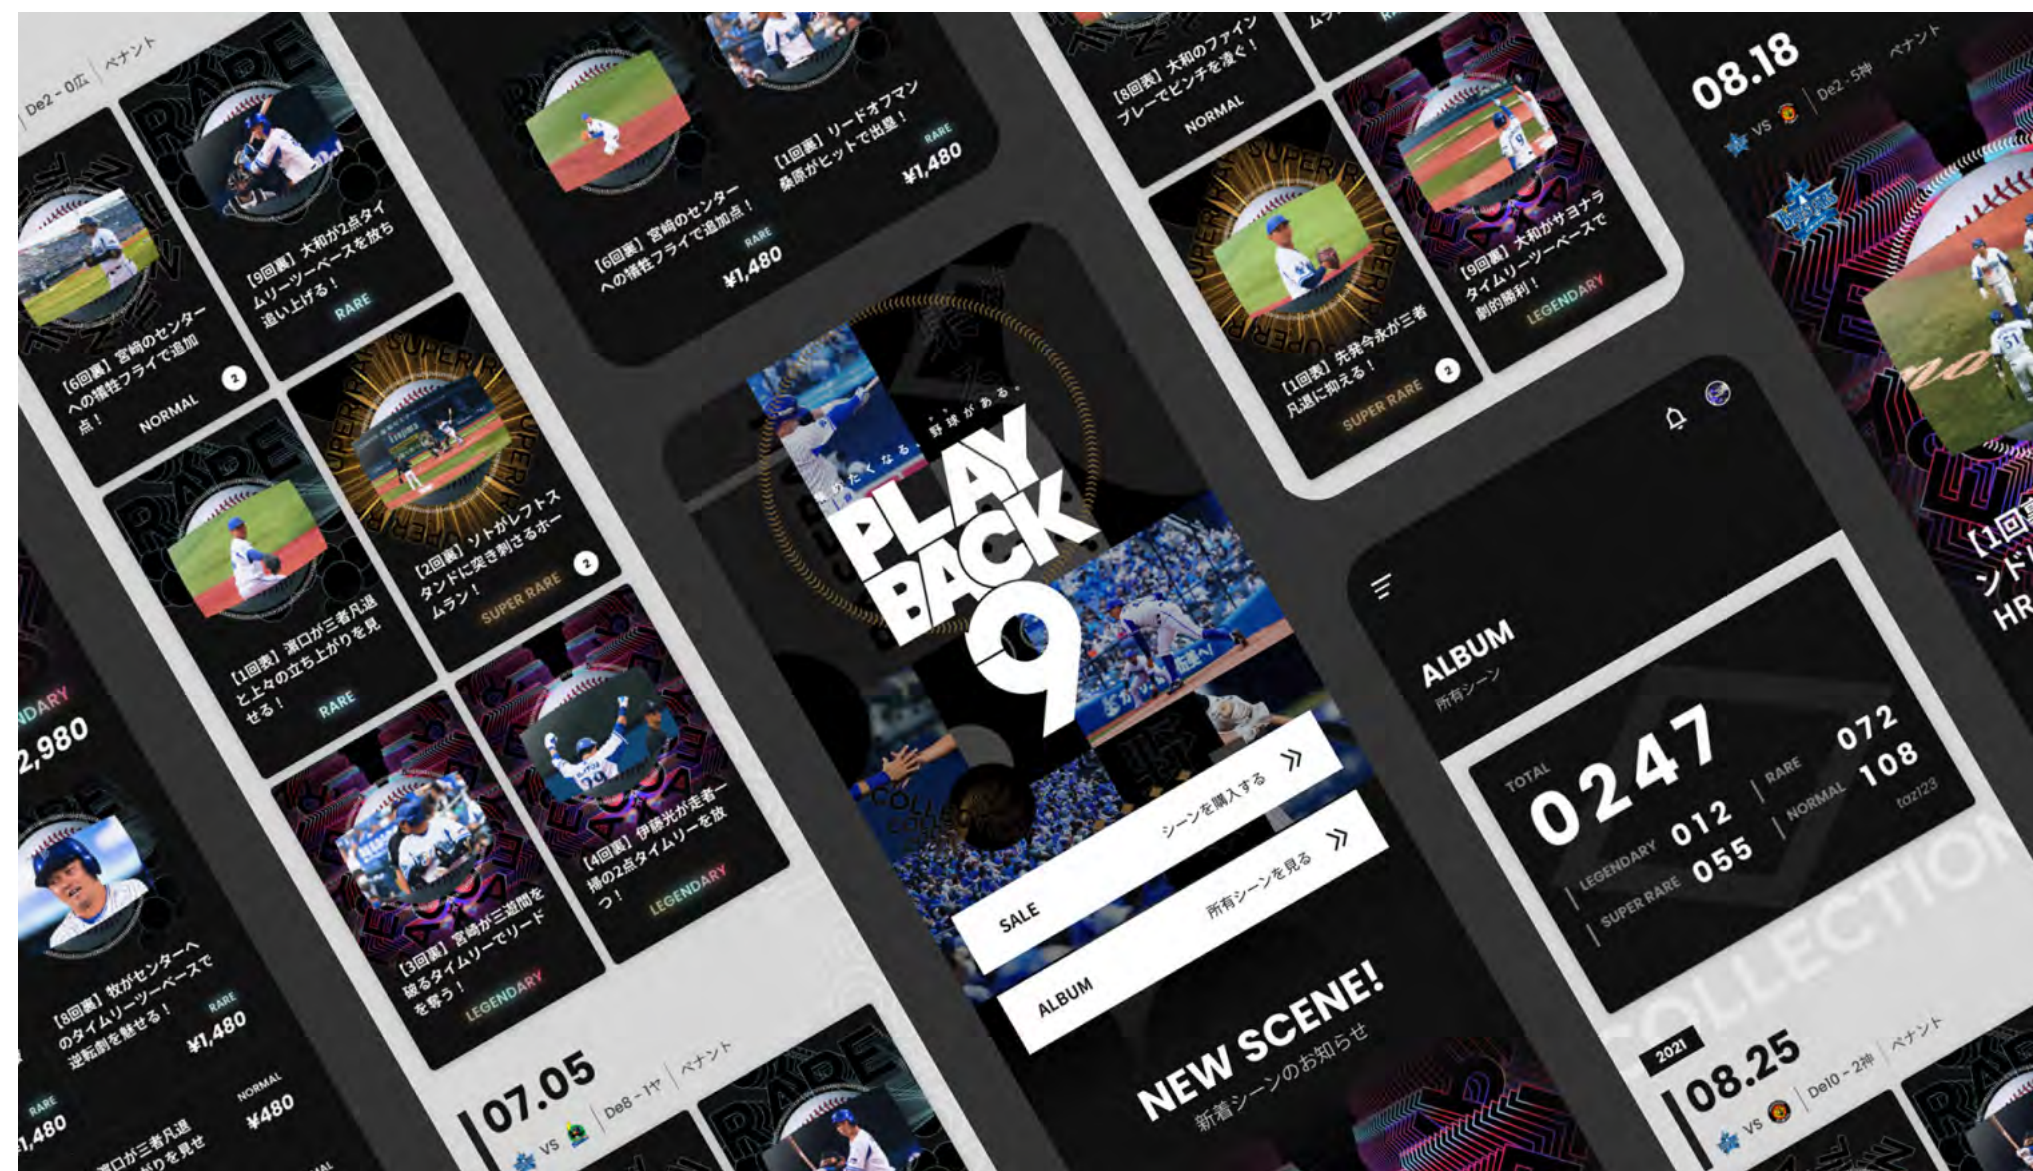 De2 - 0広 | ペナント
RARE
【6回裏】宮﨑のセンター
への犠牲フライで追加
点！
NORMAL
2
【9回裏】大和が2点タイ
ムリーツーベースを放ち
追い上げる！
RARE
RARE
【1回表】濵口が三者凡退
と上々の立ち上がりを見
せる！
RARE
SUPER RARE
【2回裏】ソトがレフトス
タンドに突き刺さるホー
ムラン！
SUPER RARE
2
【3回裏】宮﨑が三遊間を
破るタイムリーでリード
を奪う！
LEGENDARY
【4回裏】伊藤光が走者一
掃の2点タイムリーを放
つ！
LEGENDARY
07.05
VS
De8 - 1ヤ | ペナント
RARE
2,980
RARE
【8回裏】牧がセンターへ
のタイムリーツーベースで
逆転劇を魅せる！
RARE
¥1,480
RARE
1,480
NORMAL
¥480
【6回裏】宮﨑のセンター
への犠牲フライで追加点！
RARE
¥1,480
【1回裏】リードオフマン
桑原がヒットで出塁！
RARE
¥1,480
野球がある。
PLAY
BACK
9
SALE
シーンを購入する
ALBUM
所有シーンを見る
NEW SCENE!
新着シーンのお知らせ
【8回表】大和のファイン
プレーでピンチを凌ぐ！
NORMAL
SUPER RARE
【1回表】先発今永が三者
凡退に抑える！
SUPER RARE
2
【9回裏】大和がサヨナラ
タイムリーツーベースで
劇的勝利！
LEGENDARY
ALBUM
所有シーン
TOTAL
0247
LEGENDARY 012
RARE 072
SUPER RARE 055
NORMAL 108
taz123
COLLECTION
2021
08.25
VS
De10 - 2神 | ペナント
RARE
08.18
VS
De2 - 5神 ペナント